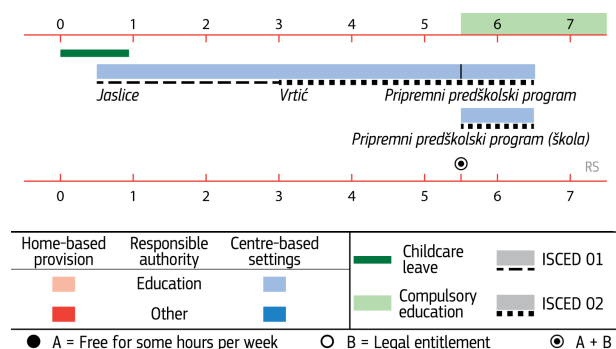 0 1 2 3 4 5 6 7
Jaslice Vrtić Pripremni predškolski program
Pripremni predškolski program (škola)
RS
0 1 2 3 4 5 6 7
Home-based provision Responsible authority Centre-based settings
Education
Other
Childcare leave
ISCED 01
Compulsory education
ISCED 02
A = Free for some hours per week B = Legal entitlement A + B